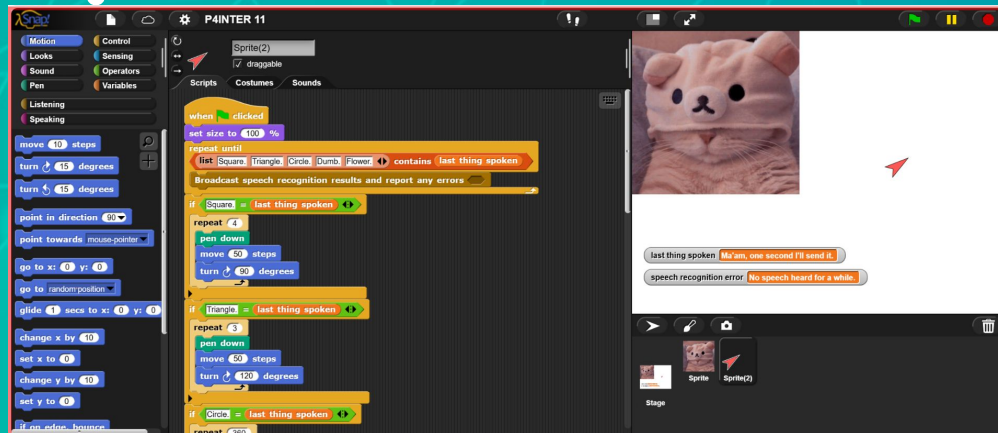 Snap!
P4INTER 11
Motion
Control
Looks
Sensing
Sound
Operators
Pen
Variables
Listening
Speaking
move 10 steps
turn 15 degrees
turn 15 degrees
point in direction 90
point towards mouse-pointer
go to x: 0 y: 0
go to random position
glide 1 secs to x: 0 y: 0
change x by 10
set x to 0
change y by 10
set y to 0
if on edge, bounce
Sprite(2)
draggable
Scripts Costumes Sounds
when clicked
set size to 100 %
repeat until
list Square. Triangle. Circle. Dumb. Flower. contains last thing spoken
Broadcast speech recognition results and report any errors
if Square. = last thing spoken
repeat 4
pen down
move 50 steps
turn 90 degrees
if Triangle. = last thing spoken
repeat 3
pen down
move 50 steps
turn 120 degrees
if Circle. = last thing spoken
repeat 360
last thing spoken Ma'am, one second I'll send it.
speech recognition error No speech heard for a while.
Stage
Sprite
Sprite(2)